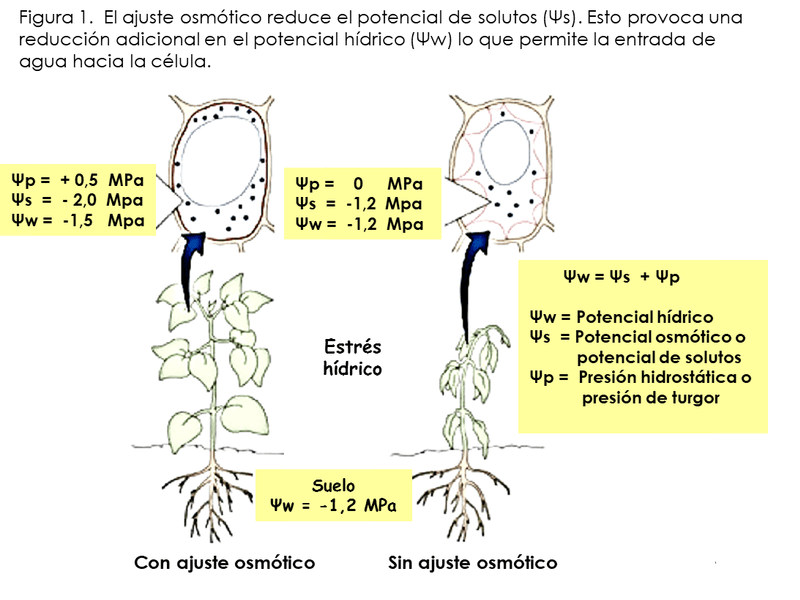 Figura 1. El ajuste osmótico reduce el potencial de solutos (Ψs). Esto provoca una
reducción adicional en el potencial hídrico (Ψw) lo que permite la entrada de
agua hacia la célula.
Ψp = + 0,5 MPa
Ψs = - 2,0 Mpa
Ψw = -1,5 Mpa
Ψp = 0 MPa
Ψs = -1,2 Mpa
Ψw = -1,2 Mpa
Ψw = Ψs + Ψp
Ψw = Potencial hídrico
Ψs = Potencial osmótico o
potencial de solutos
Ψp = Presión hidrostática o
presión de turgor
Estrés
hídrico
Suelo
Ψw = -1,2 MPa
Con ajuste osmótico
Sin ajuste osmótico